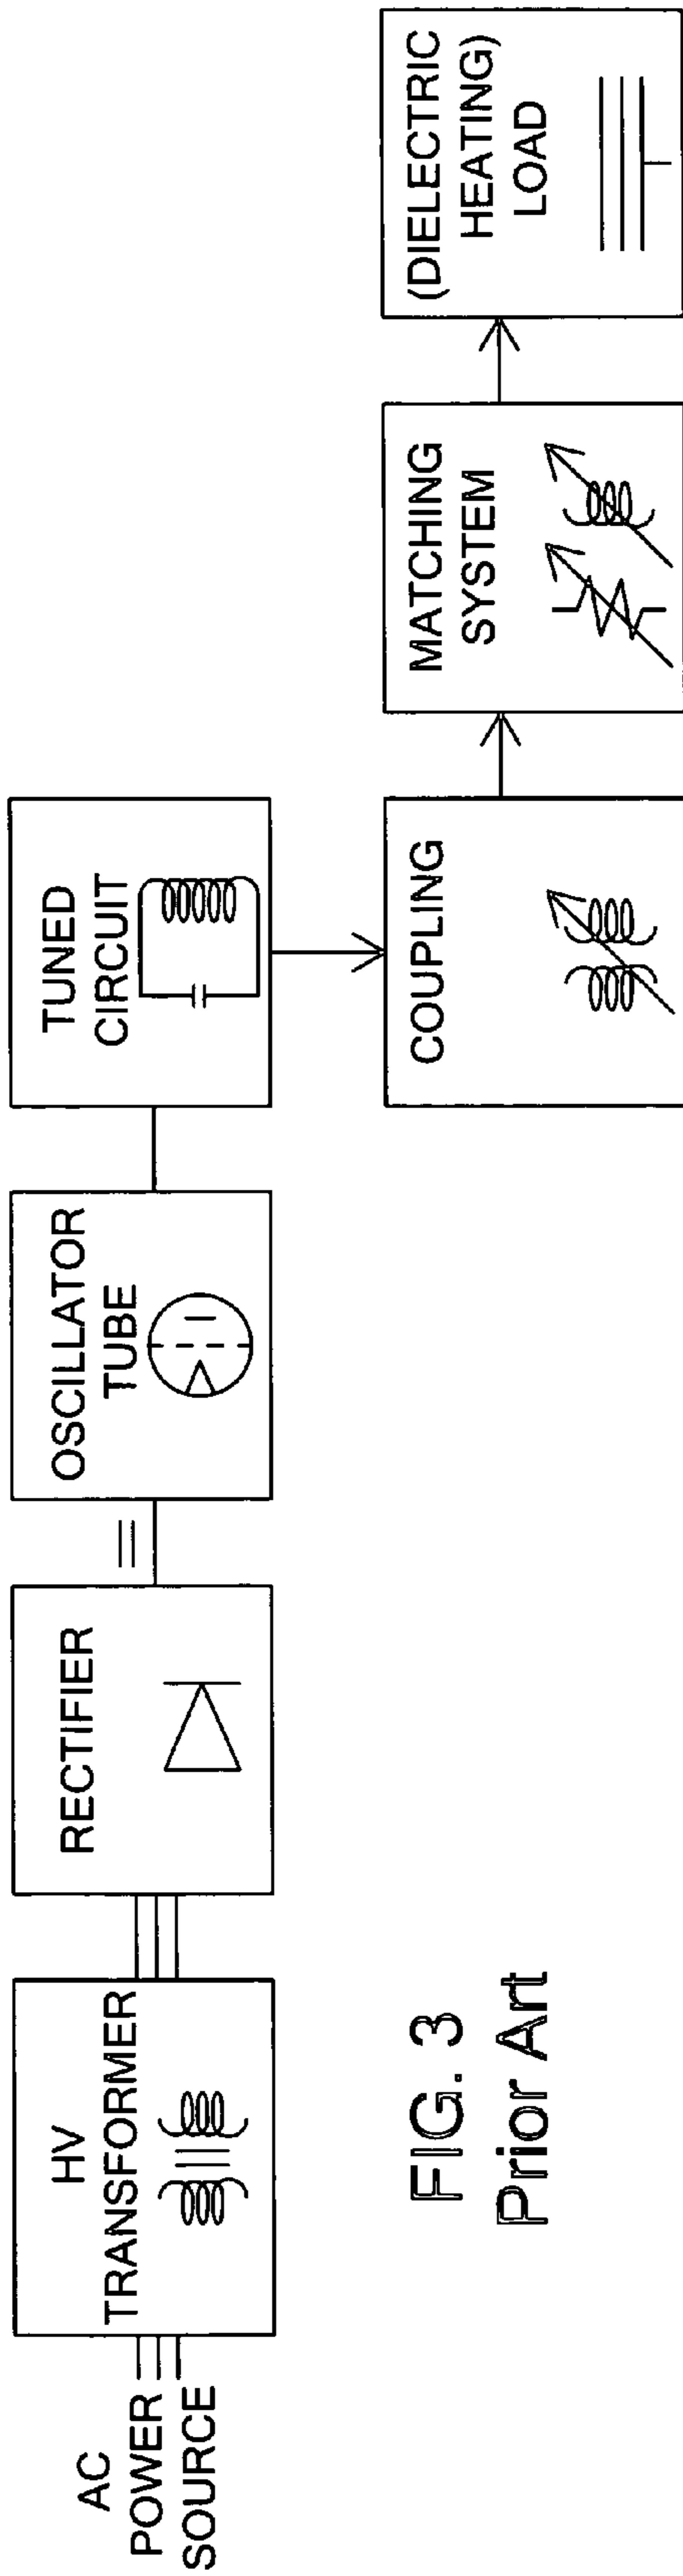 AC
POWER
SOURCE
HV
TRANSFORMER
RECTIFIER
OSCILLATOR
TUBE
TUNED
CIRCUIT
COUPLING
MATCHING
SYSTEM
(DIELECTRIC
HEATING)
LOAD
FIG. 3
Prior Art